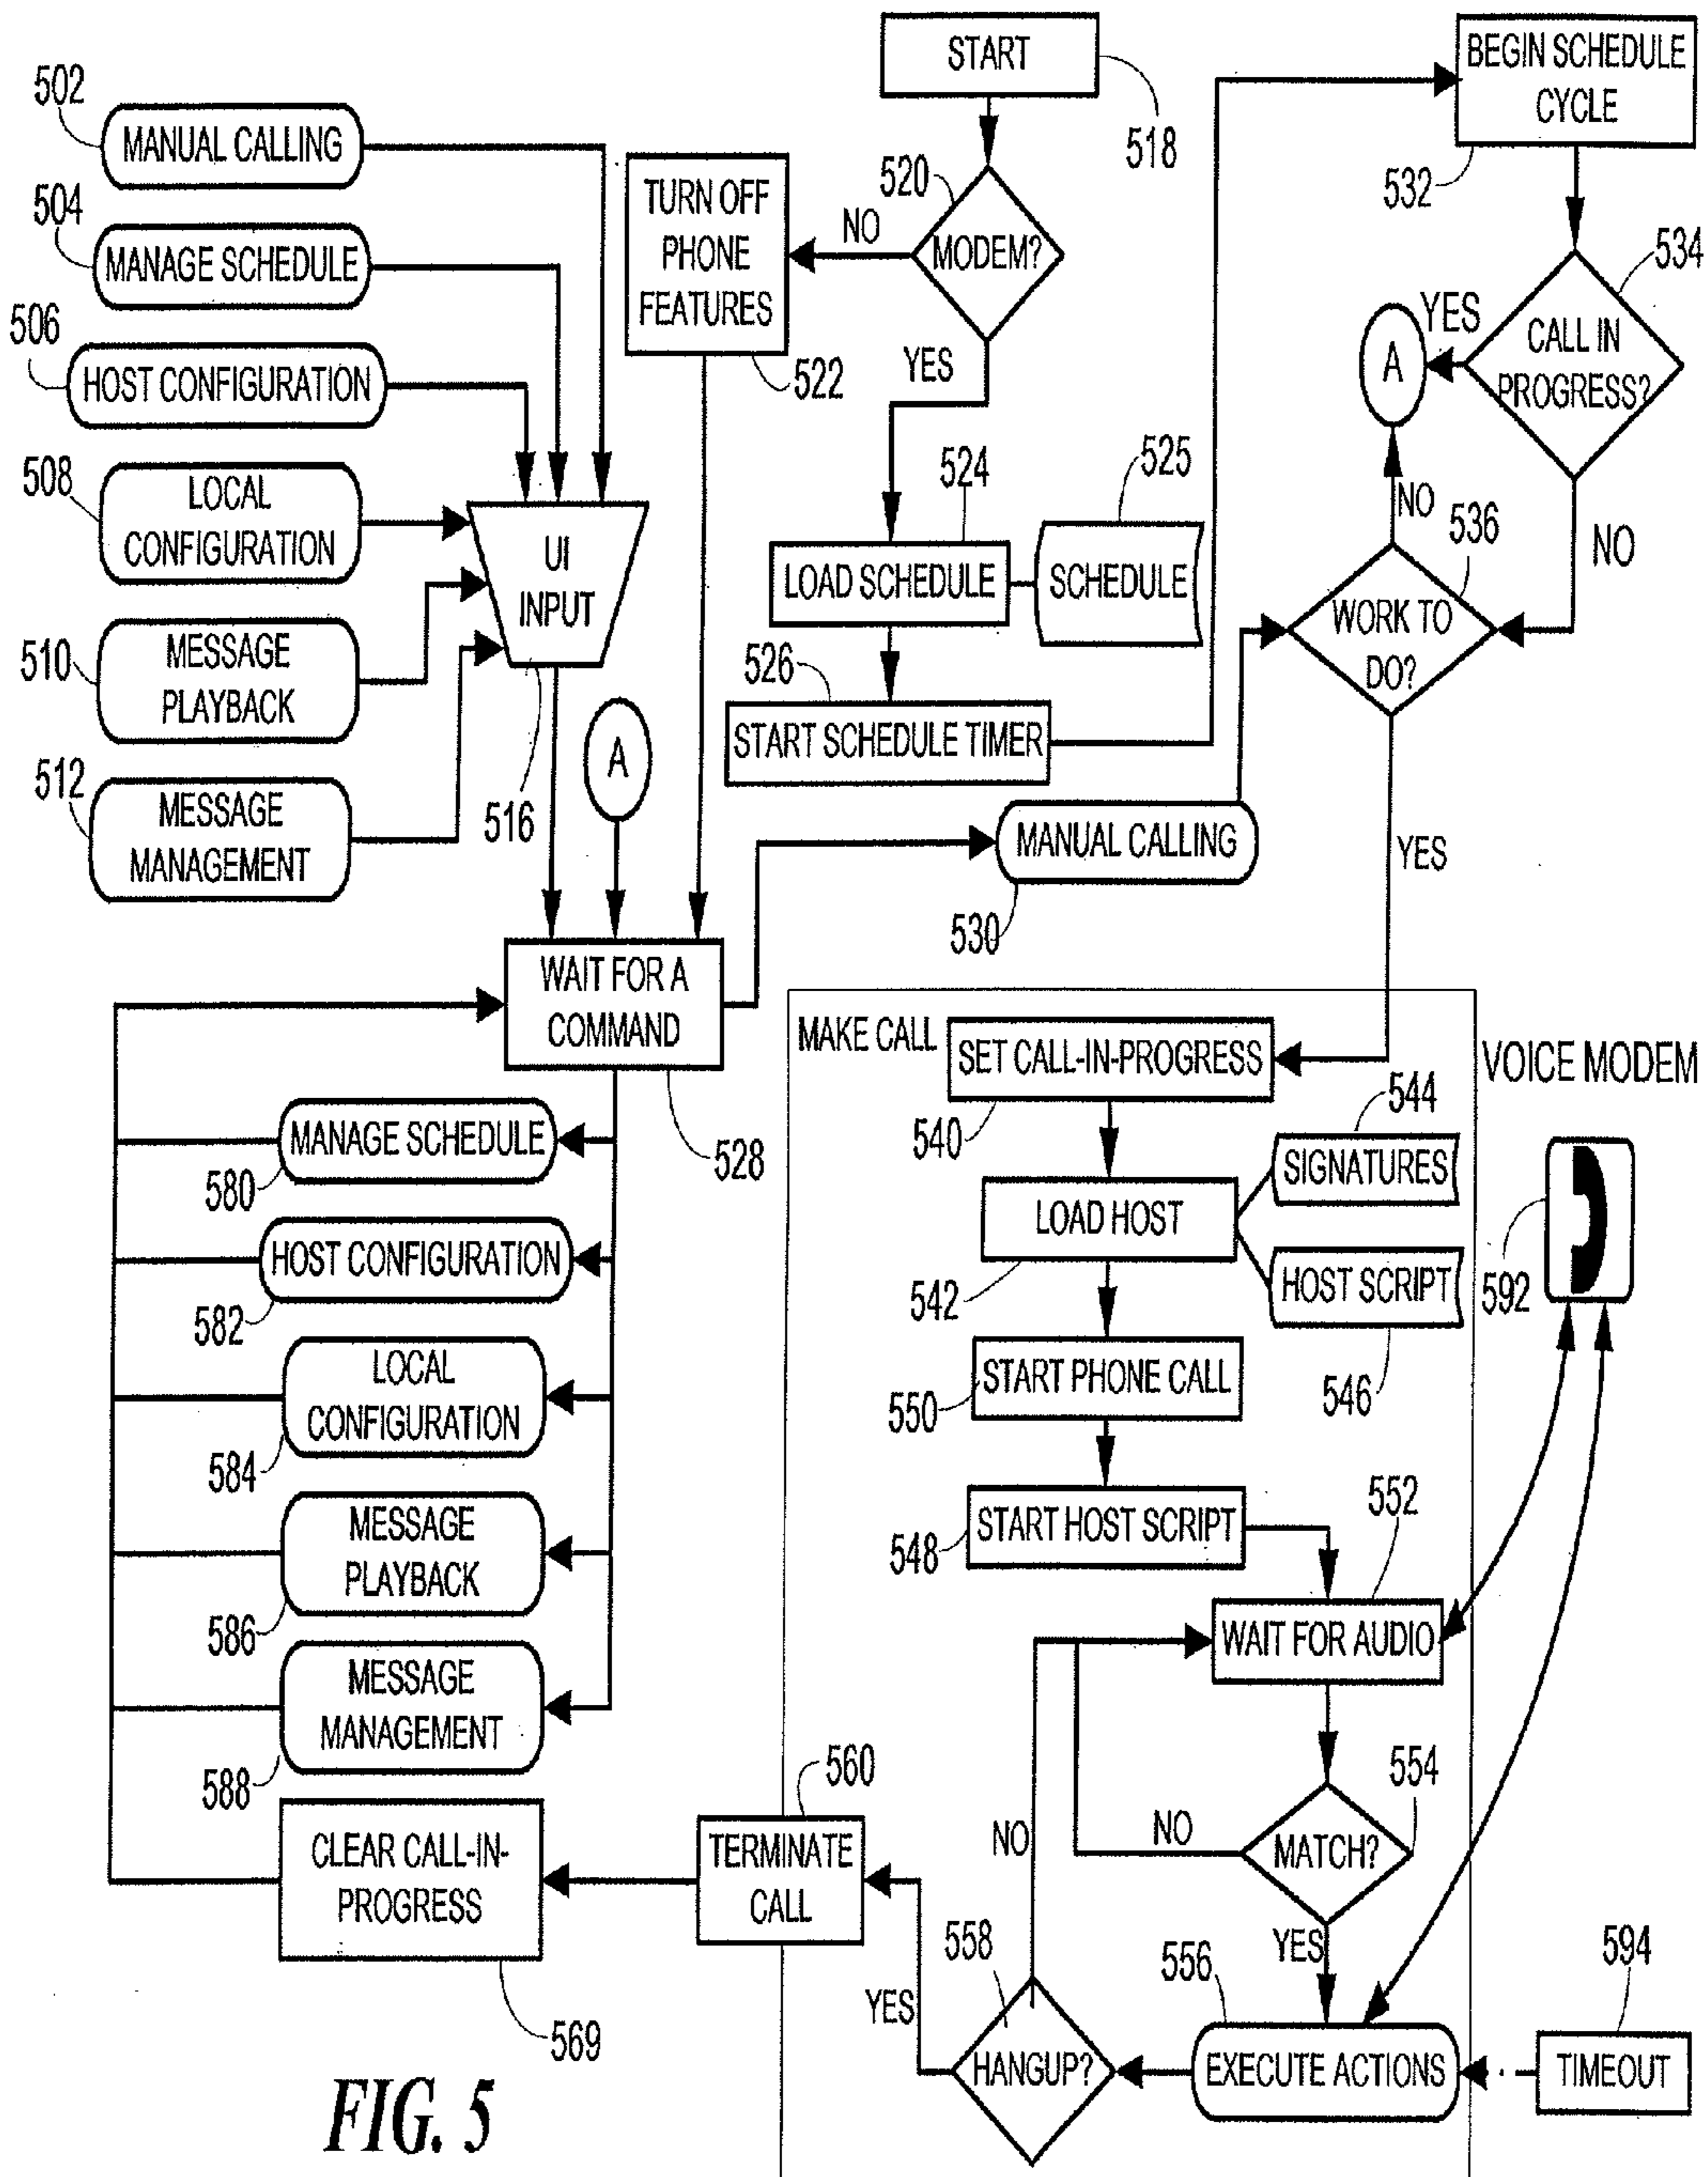 START
518
BEGIN SCHEDULE
CYCLE
532
502
MANUAL CALLING
504
MANAGE SCHEDULE
506
HOST CONFIGURATION
508
LOCAL
CONFIGURATION
510
MESSAGE
PLAYBACK
512
MESSAGE
MANAGEMENT
UI
INPUT
516
A
TURN OFF
PHONE
FEATURES
522
520
MODEM?
NO
YES
524
LOAD SCHEDULE
525
SCHEDULE
526
START SCHEDULE TIMER
534
CALL IN
PROGRESS?
YES
A
NO
NO
536
WORK TO
DO?
YES
MANUAL CALLING
530
WAIT FOR A
COMMAND
528
MANAGE SCHEDULE
580
HOST CONFIGURATION
582
LOCAL
CONFIGURATION
584
MESSAGE
PLAYBACK
586
MESSAGE
MANAGEMENT
588
CLEAR CALL-IN-
PROGRESS
569
MAKE CALL
SET CALL-IN-PROGRESS
540
VOICE MODEM
544
SIGNATURES
LOAD HOST
542
HOST SCRIPT
546
592
START PHONE CALL
550
START HOST SCRIPT
548
552
WAIT FOR AUDIO
554
MATCH?
NO
NO
YES
560
TERMINATE
CALL
558
HANGUP?
YES
556
EXECUTE ACTIONS
594
TIMEOUT
FIG. 5